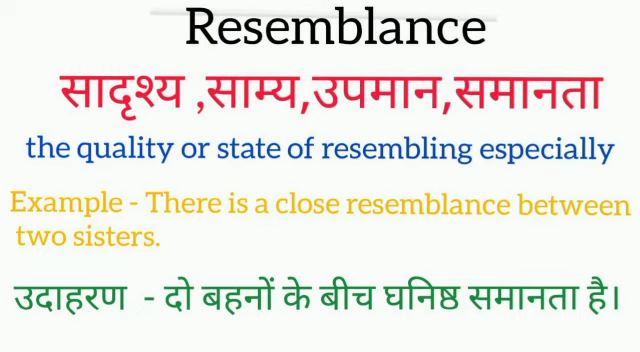 Resemblance
सादृश्य ,साम्य,उपमान,समानता
the quality or state of resembling especially
Example - There is a close resemblance between
two sisters.
उदाहरण - दो बहनों के बीच घनिष्ठ समानता है।